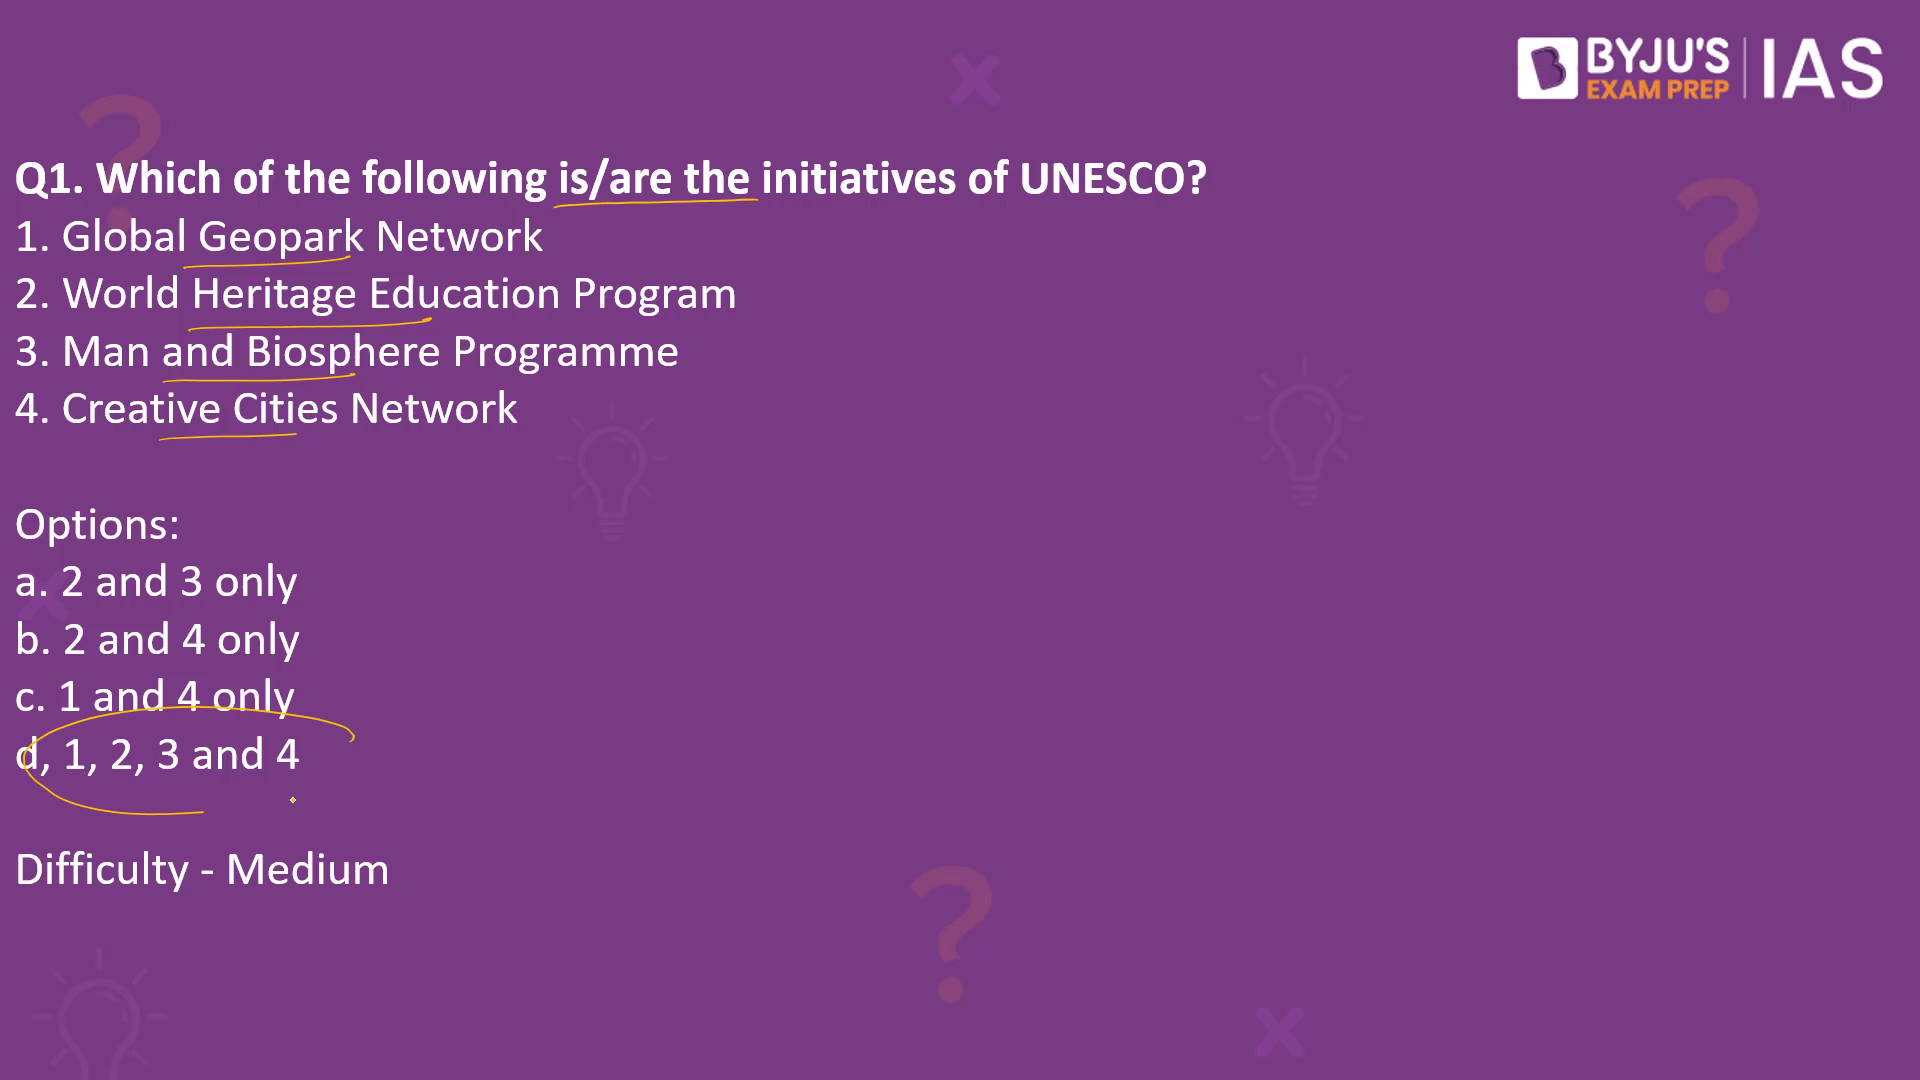 BYJU'S
EXAM PREP
IAS
Q1. Which of the following is/are the initiatives of UNESCO?
1. Global Geopark Network
2. World Heritage Education Program
3. Man and Biosphere Programme
4. Creative Cities Network
Options:
a. 2 and 3 only
b. 2 and 4 only
c. 1 and 4 only
d, 1, 2, 3 and 4
Difficulty - Medium